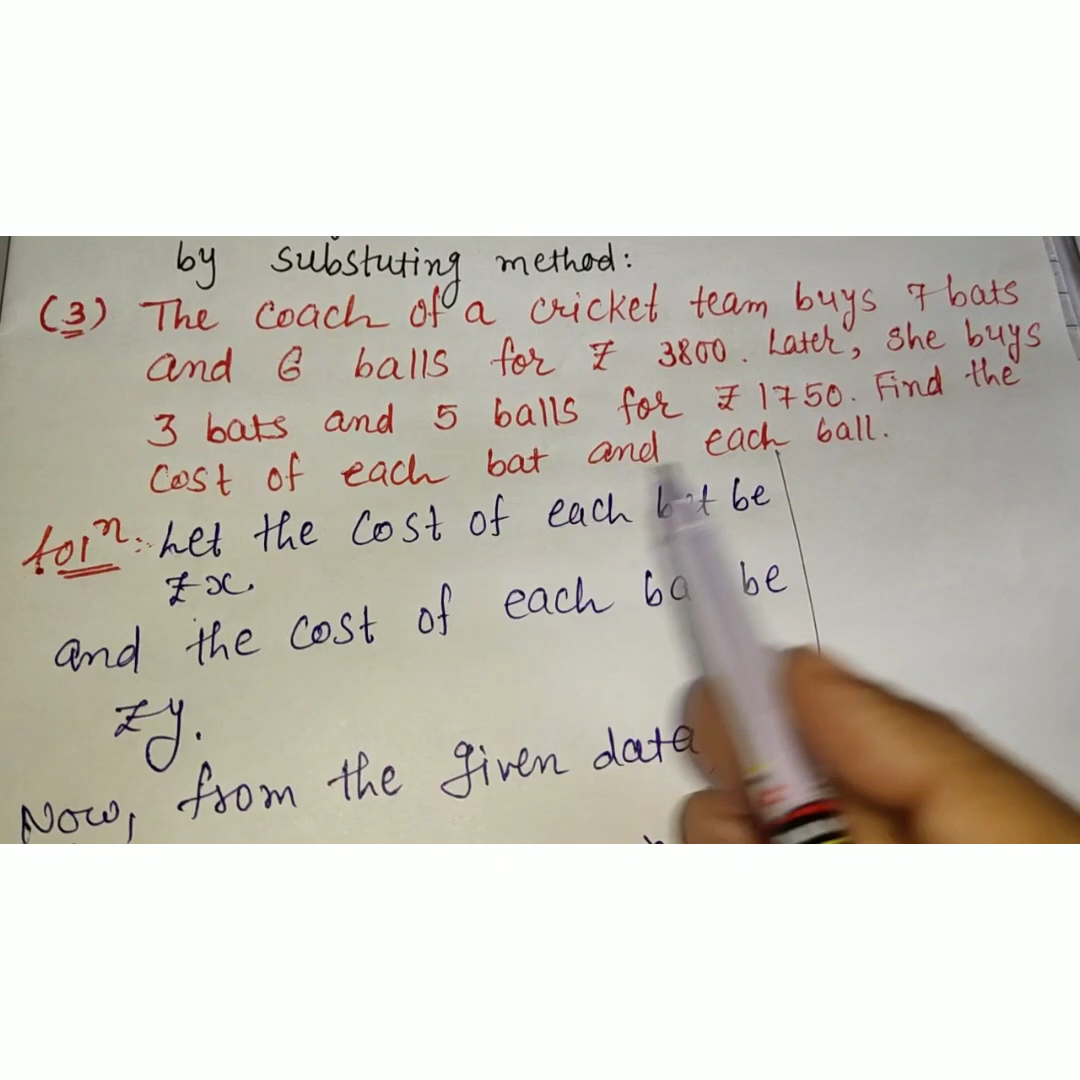 by substuting method:
(3) The coach of a cricket team buys 7 bats
and 6 balls for ₹ 3800. Later, she buys
3 bats and 5 balls for ₹ 1750. Find the
cost of each bat and each ball.
Solⁿ: Let the cost of each bat be
₹x.
and the cost of each be
₹y.
Now, from the given data